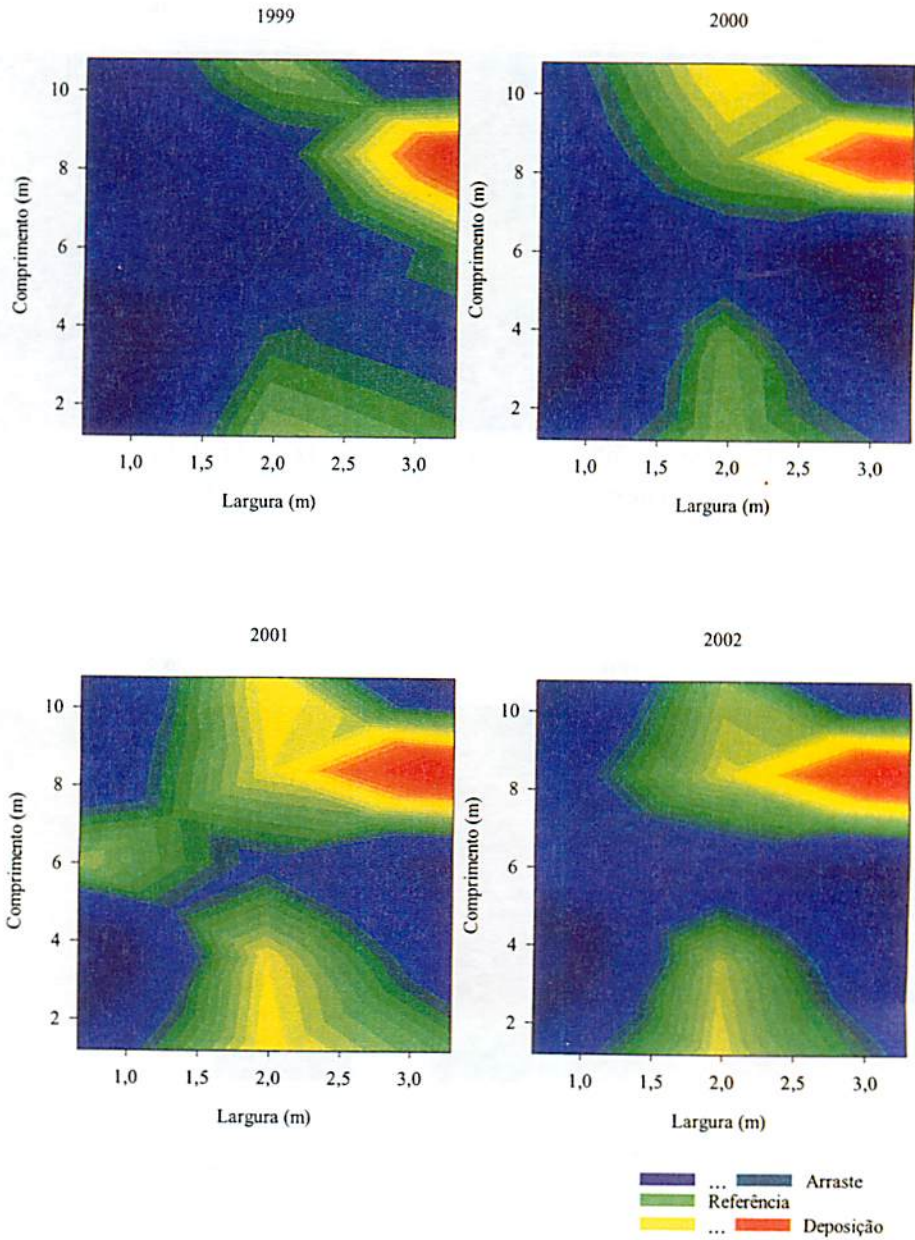 1999
2000
10
8
6
4
2
Comprimento (m)
1,0 1,5 2,0 2,5 3,0
Largura (m)
10
8
6
4
2
Comprimento (m)
1,0 1,5 2,0 2,5 3,0
Largura (m)
2001
2002
10
8
6
4
2
Comprimento (m)
1,0 1,5 2,0 2,5 3,0
Largura (m)
10
8
6
4
2
Comprimento (m)
1,0 1,5 2,0 2,5 3,0
Largura (m)
... Arraste
Referência
... Deposição